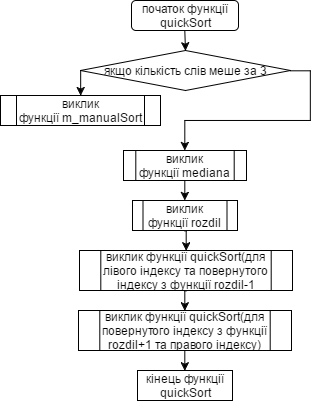 початок функції
quickSort
якщо кількість слів меше за 3
виклик
функції m_manualSort
виклик
функції mediana
виклик
функції rozdil
виклик функції quickSort(для
лівого індексу та повернутого
індексу з функції rozdil-1
виклик функції quickSort(для
повернутого індексу з функції
rozdil+1 та правого індексу)
кінець функції
quickSort